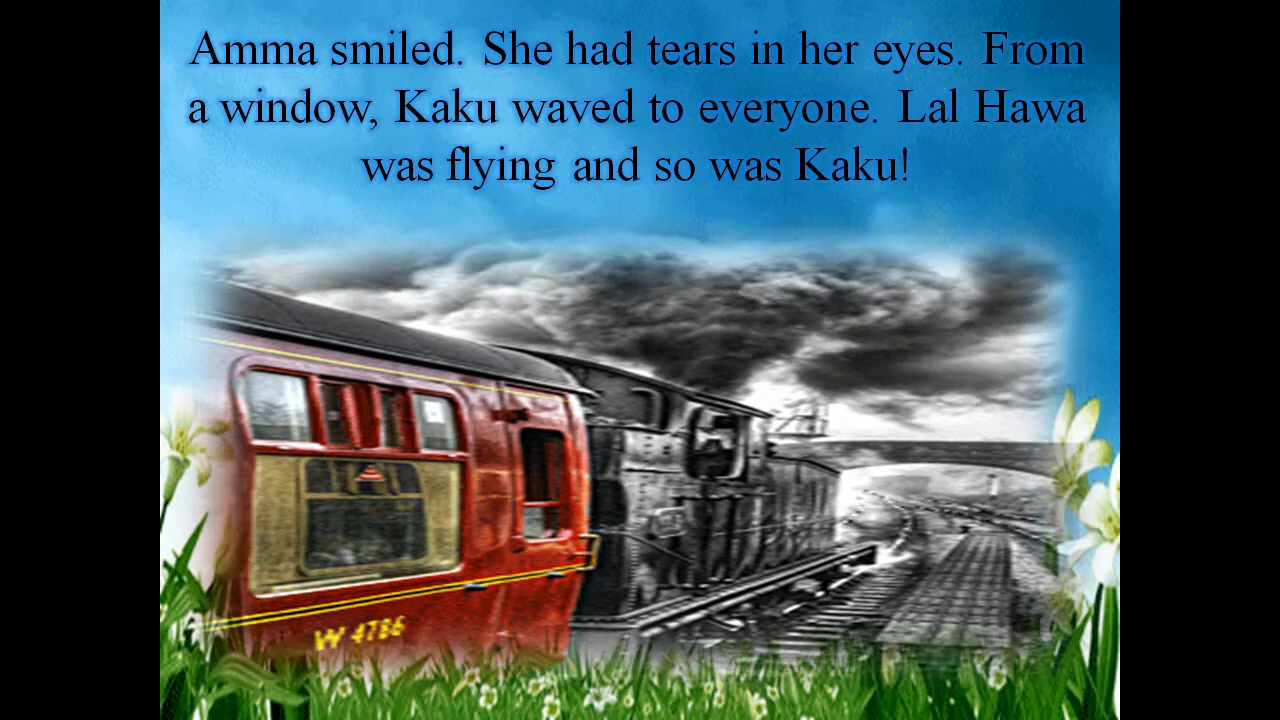 Amma smiled. She had tears in her eyes. From
a window, Kaku waved to everyone. Lal Hawa
was flying and so was Kaku!
W 4786